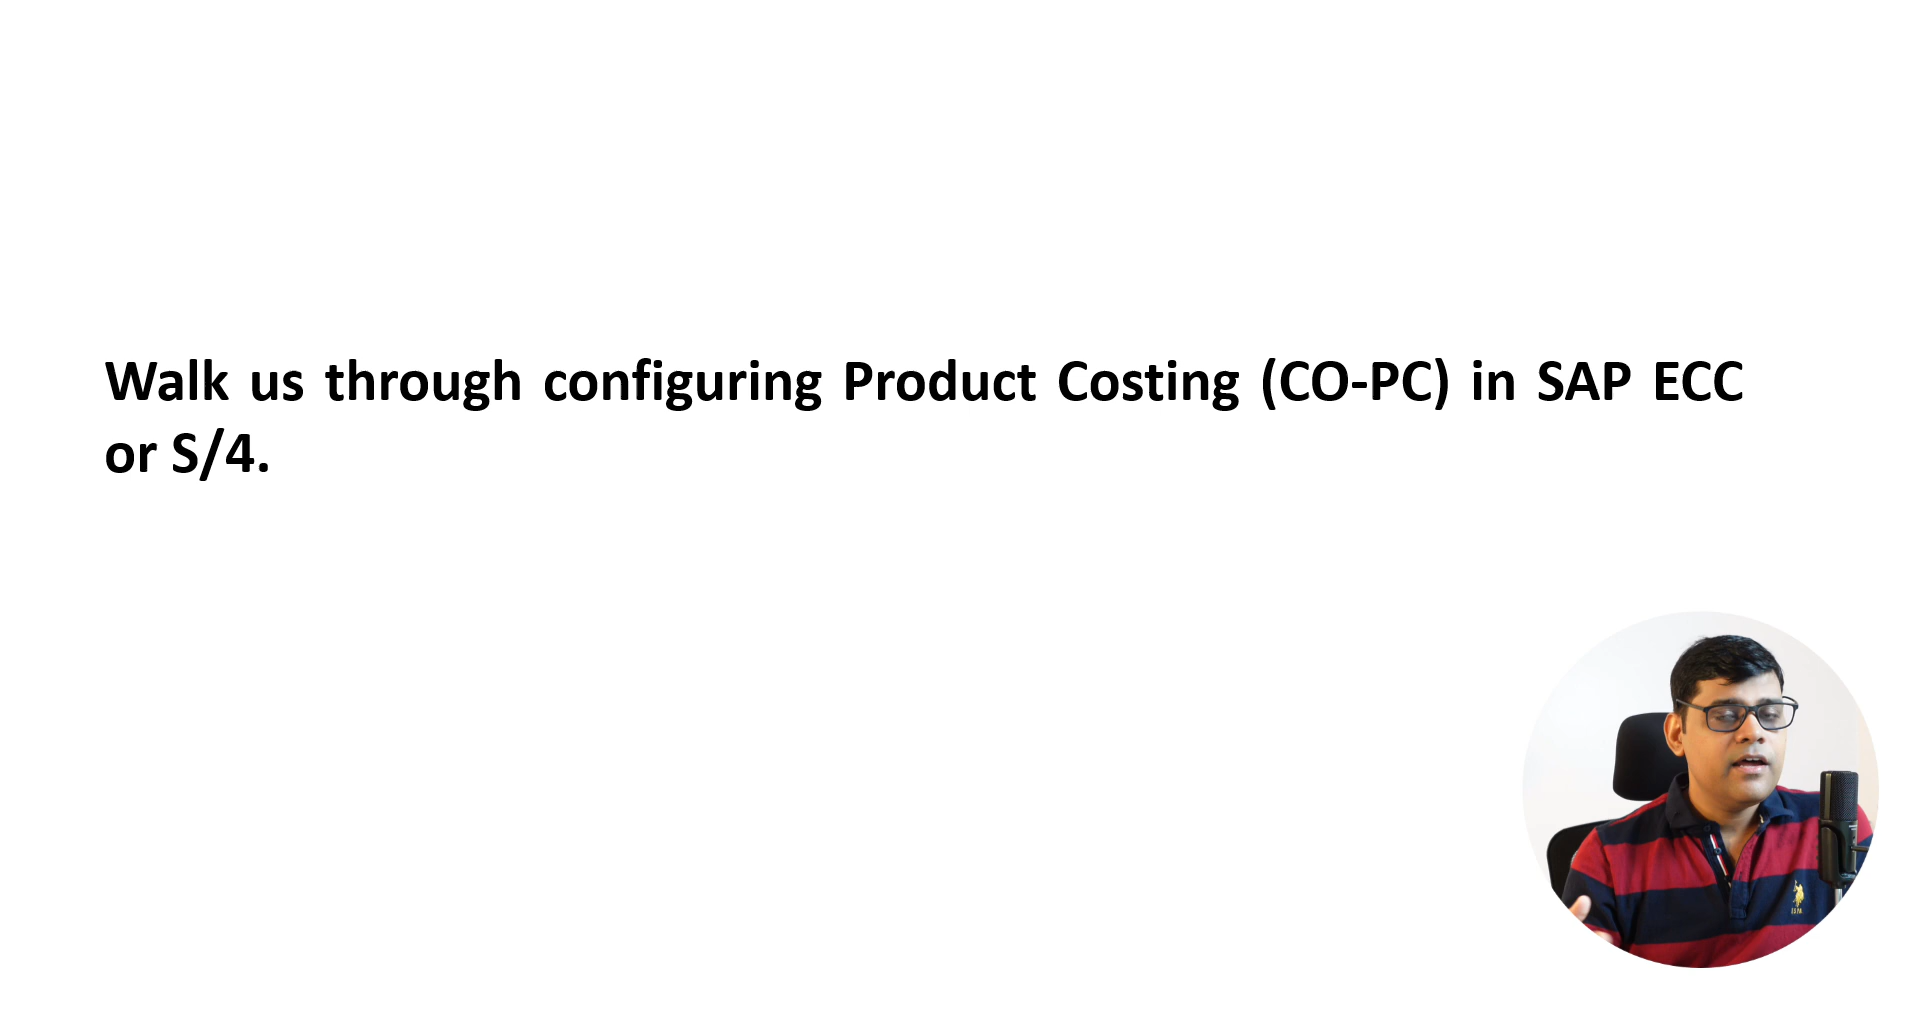 Walk us through configuring Product Costing (CO-PC) in SAP ECC
or S/4.